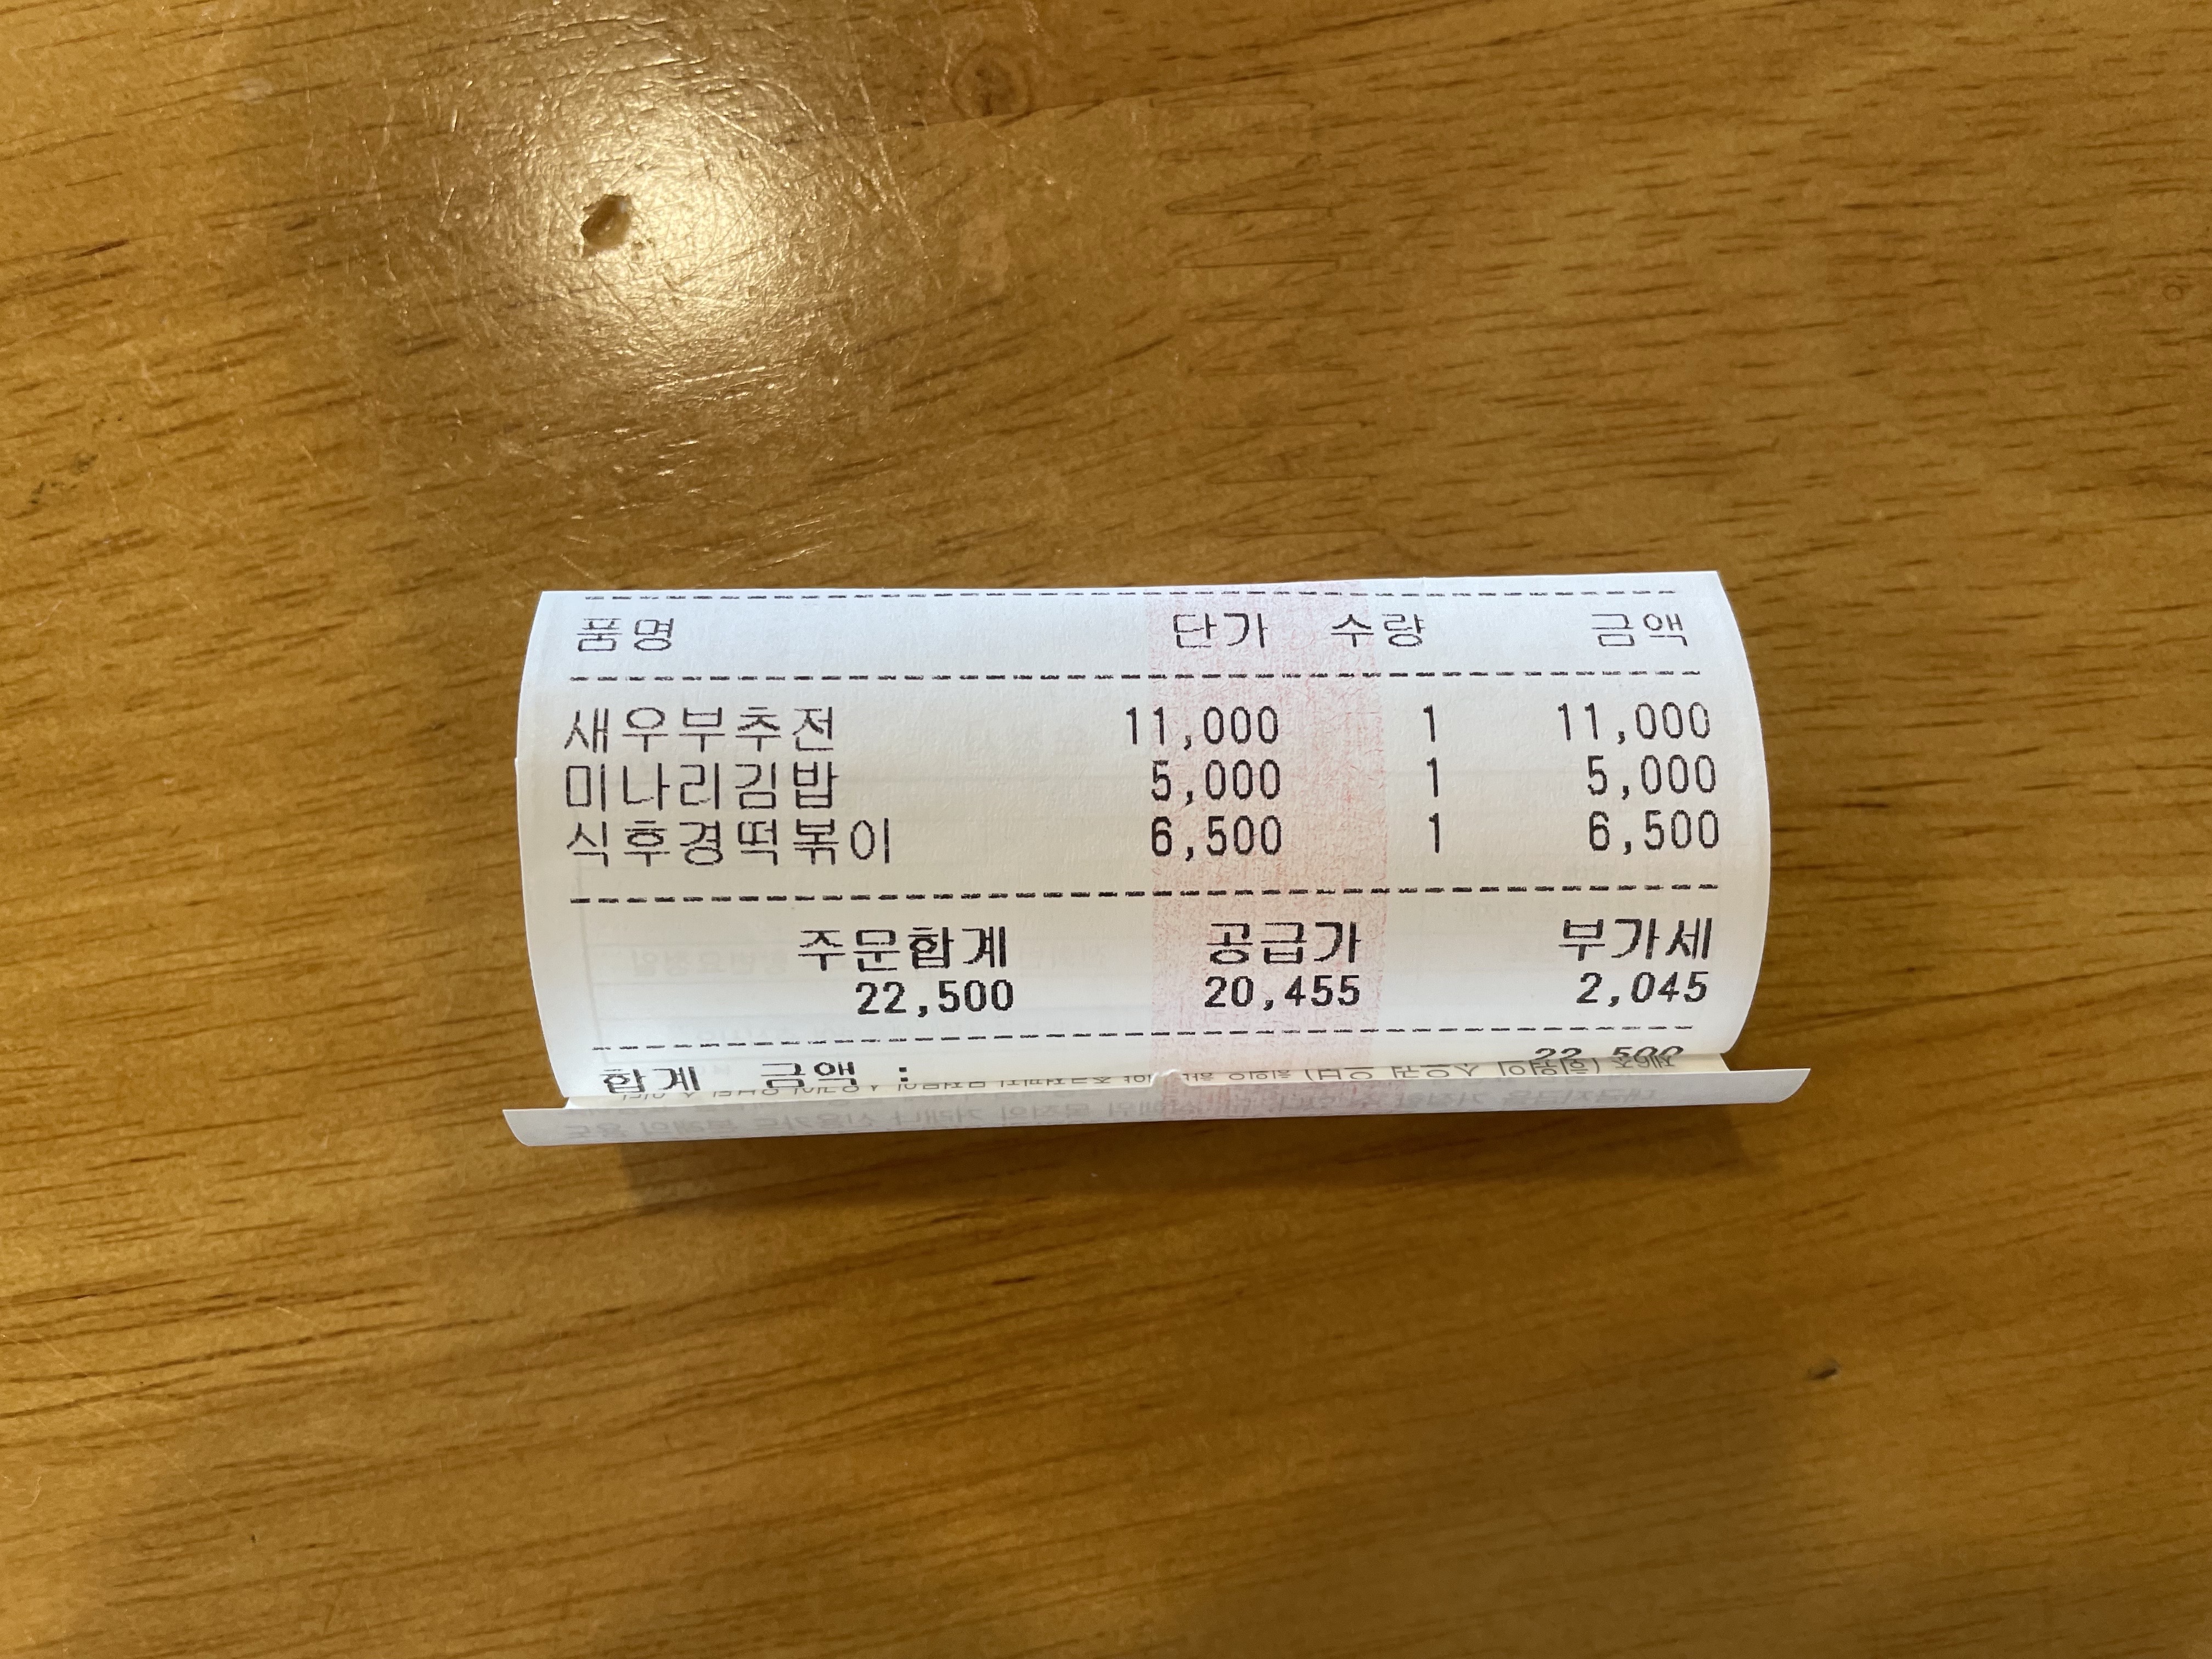 품명 단가 수량 금액
새우부추전 11,000 1 11,000
미나리김밥 5,000 1 5,000
식후경떡볶이 6,500 1 6,500
주문합계 공급가 부가세
22,500 20,455 2,045
합계 금액 : 22,500